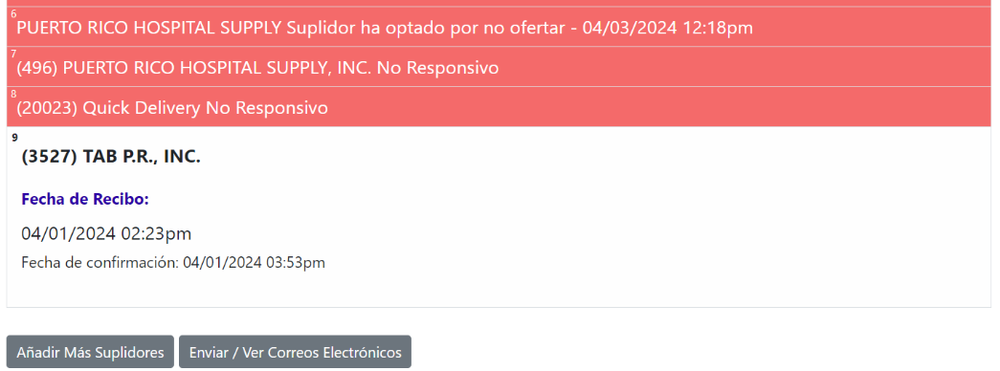 6
PUERTO RICO HOSPITAL SUPPLY Suplidor ha optado por no ofertar - 04/03/2024 12:18pm
7
(496) PUERTO RICO HOSPITAL SUPPLY, INC. No Responsivo
8
(20023) Quick Delivery No Responsivo
9
(3527) TAB P.R., INC.
Fecha de Recibo:
04/01/2024 02:23pm
Fecha de confirmación: 04/01/2024 03:53pm
Añadir Más Suplidores Enviar / Ver Correos Electrónicos